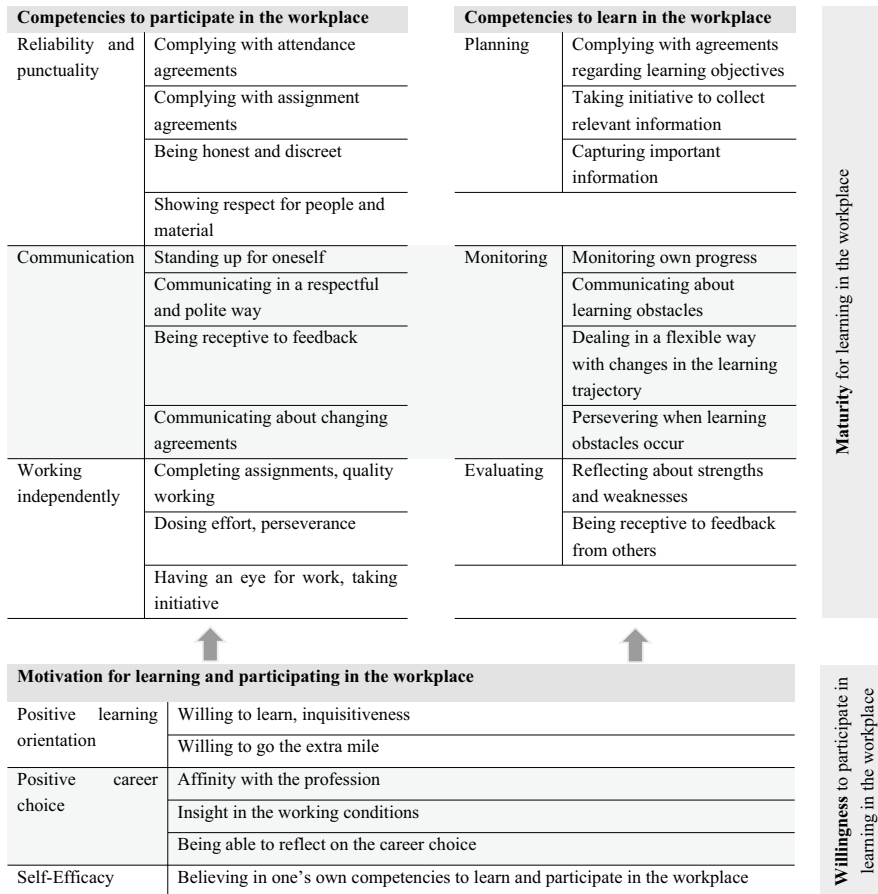 Competencies to participate in the workplace
Reliability and
punctuality
Complying with attendance
agreements
Complying with assignment
agreements
Being honest and discreet
Showing respect for people and
material
Communication
Standing up for oneself
Communicating in a respectful
and polite way
Being receptive to feedback
Communicating about changing
agreements
Working
independently
Completing assignments, quality
working
Dosing effort, perseverance
Having an eye for work, taking
initiative
Competencies to learn in the workplace
Planning
Complying with agreements
regarding learning objectives
Taking initiative to collect
relevant information
Capturing important
information
Monitoring
Monitoring own progress
Communicating about
learning obstacles
Dealing in a flexible way
with changes in the learning
trajectory
Persevering when learning
obstacles occur
Evaluating
Reflecting about strengths
and weaknesses
Being receptive to feedback
from others
Maturity for learning in the workplace
Motivation for learning and participating in the workplace
Positive learning
orientation
Willing to learn, inquisitiveness
Willing to go the extra mile
Positive career
choice
Affinity with the profession
Insight in the working conditions
Being able to reflect on the career choice
Self-Efficacy
Believing in one's own competencies to learn and participate in the workplace
Willingness to participate in
learning in the workplace